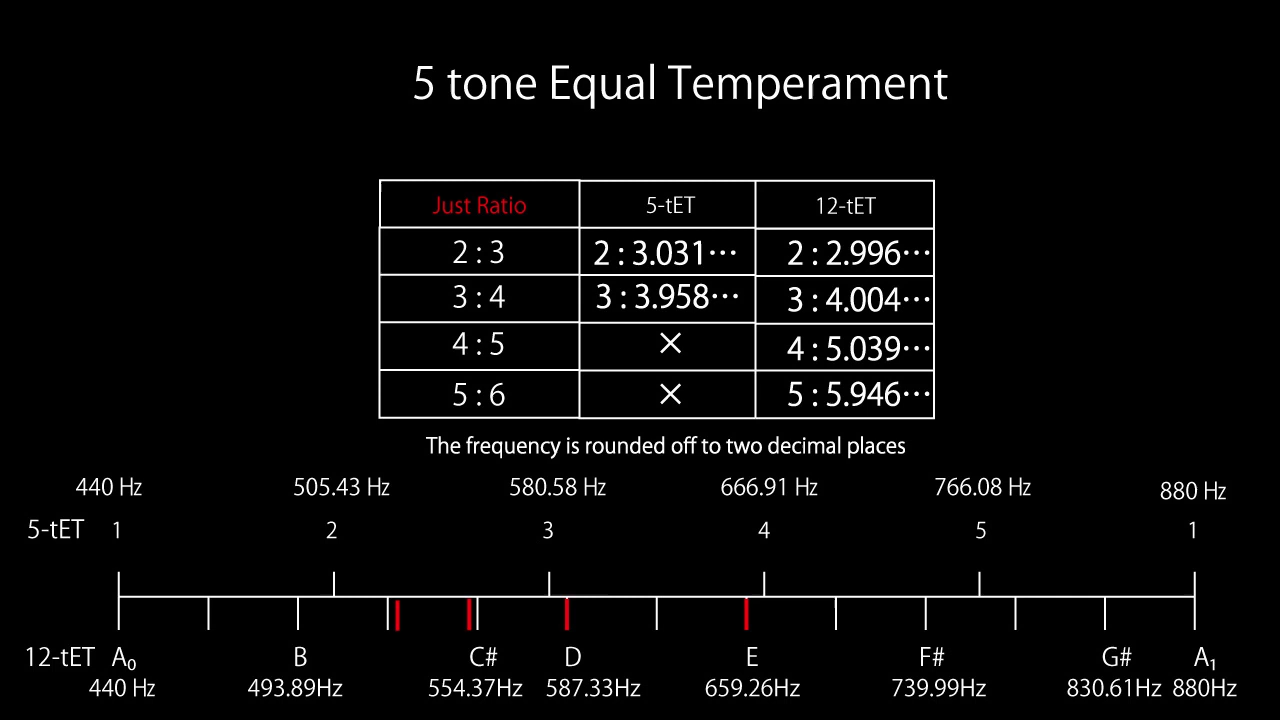 5 tone Equal Temperament
Just Ratio 5-tET 12-tET
2 : 3 2 : 3.031··· 2 : 2.996···
3 : 4 3 : 3.958··· 3 : 4.004···
4 : 5 × 4 : 5.039···
5 : 6 × 5 : 5.946···
The frequency is rounded off to two decimal places
440 Hz 505.43 Hz 580.58 Hz 666.91 Hz 766.08 Hz 880 Hz
5-tET 1 2 3 4 5 1
12-tET A₀ B C# D E F# G# A₁
440 Hz 493.89Hz 554.37Hz 587.33Hz 659.26Hz 739.99Hz 830.61Hz 880Hz